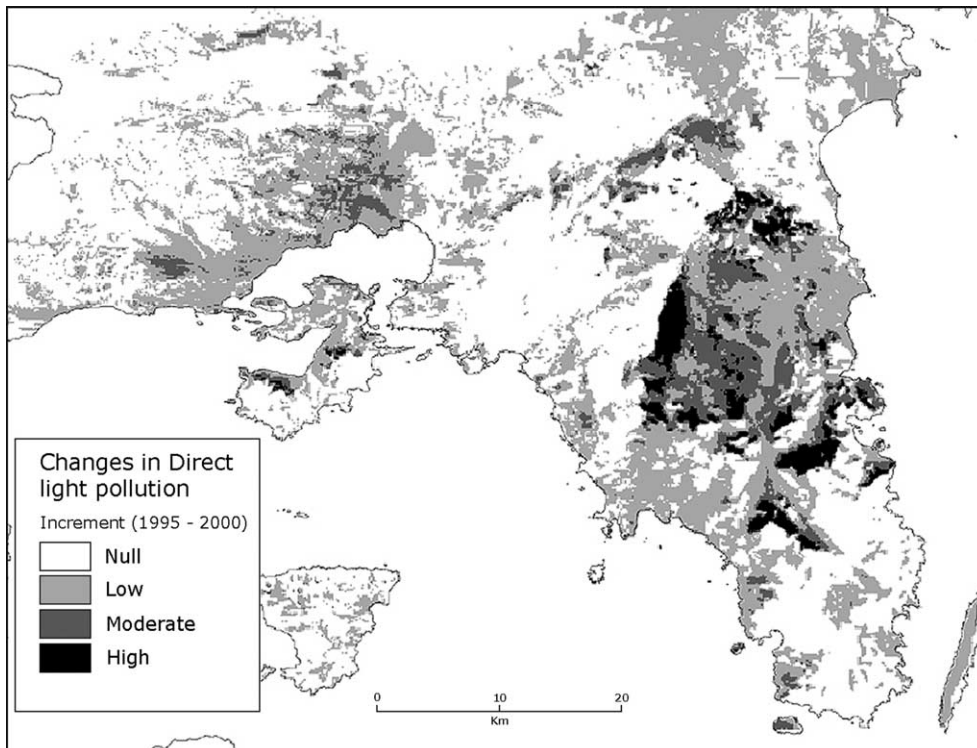 Changes in Direct
light pollution
Increment (1995 - 2000)
Null
Low
Moderate
High
0 10 20
Km